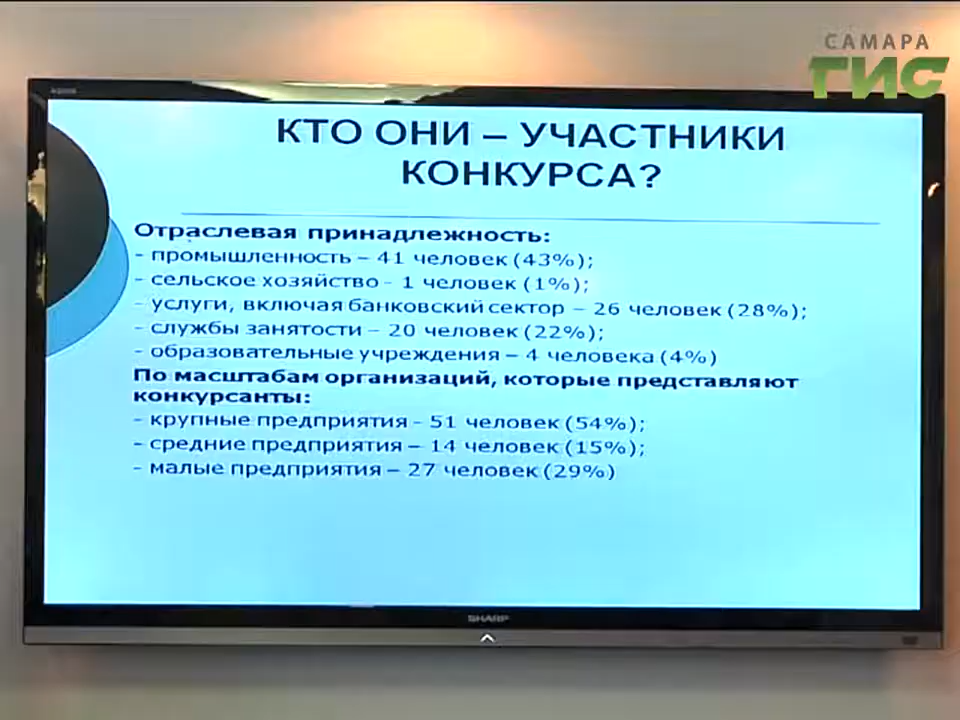 САМАРА
ГИС
КТО ОНИ – УЧАСТНИКИ
КОНКУРСА?
Отраслевая принадлежность:
- промышленность – 41 человек (43%);
- сельское хозяйство - 1 человек (1%);
- услуги, включая банковский сектор – 26 человек (28%);
- службы занятости – 20 человек (22%);
- образовательные учреждения – 4 человека (4%)
По масштабам организаций, которые представляют
конкурсанты:
- крупные предприятия - 51 человек (54%);
- средние предприятия – 14 человек (15%);
- малые предприятия – 27 человек (29%)
SHARP